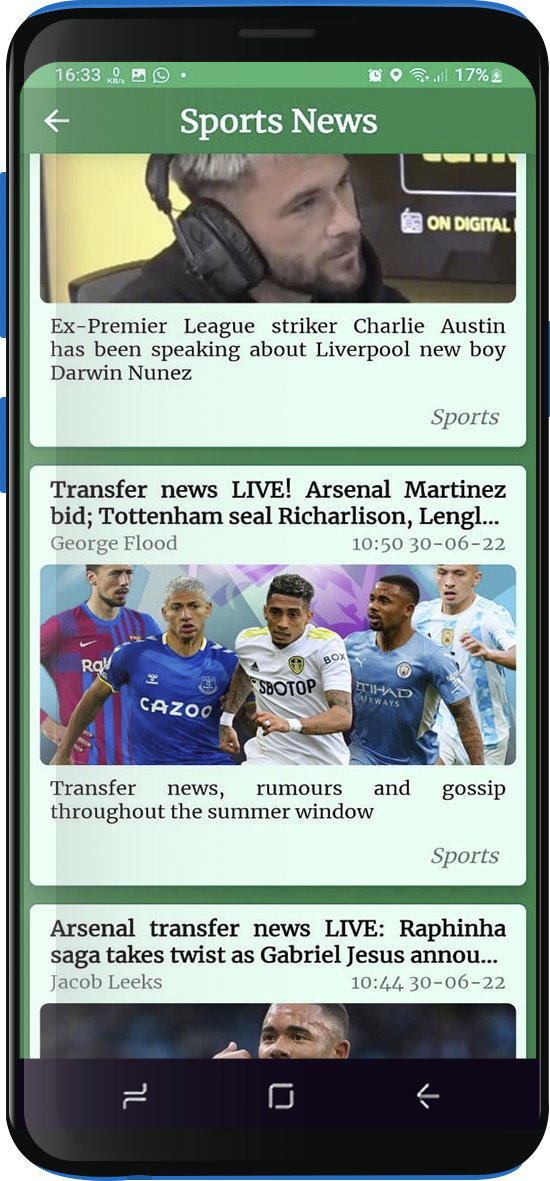 16:33 0 KB/s 17%
Sports News
ON DIGITAL
Ex-Premier League striker Charlie Austin
has been speaking about Liverpool new boy
Darwin Nunez
Sports
Transfer news LIVE! Arsenal Martinez
bid; Tottenham seal Richarlison, Lengl...
George Flood 10:50 30-06-22
CAZOO
SBOTOP
BOX
ETIHAD
AIRWAYS
Transfer news, rumours and gossip
throughout the summer window
Sports
Arsenal transfer news LIVE: Raphinha
saga takes twist as Gabriel Jesus annou...
Jacob Leeks 10:44 30-06-22